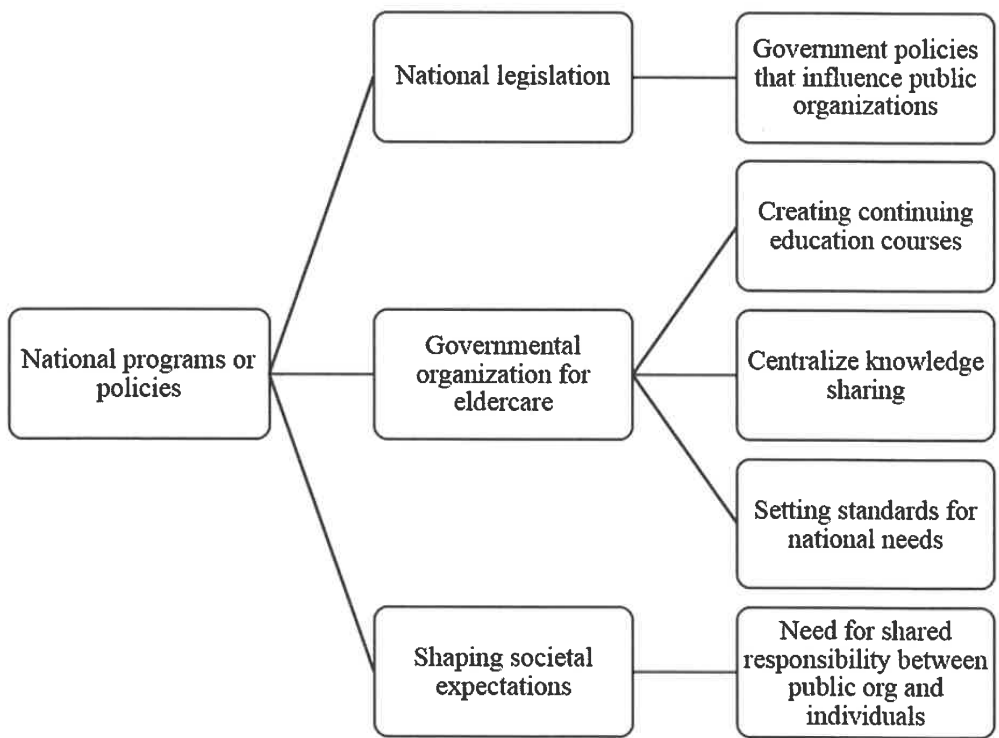 National programs or
policies
National legislation
Government policies
that influence public
organizations
Governmental
organization for
eldercare
Creating continuing
education courses
Centralize knowledge
sharing
Setting standards for
national needs
Shaping societal
expectations
Need for shared
responsibility between
public org and
individuals